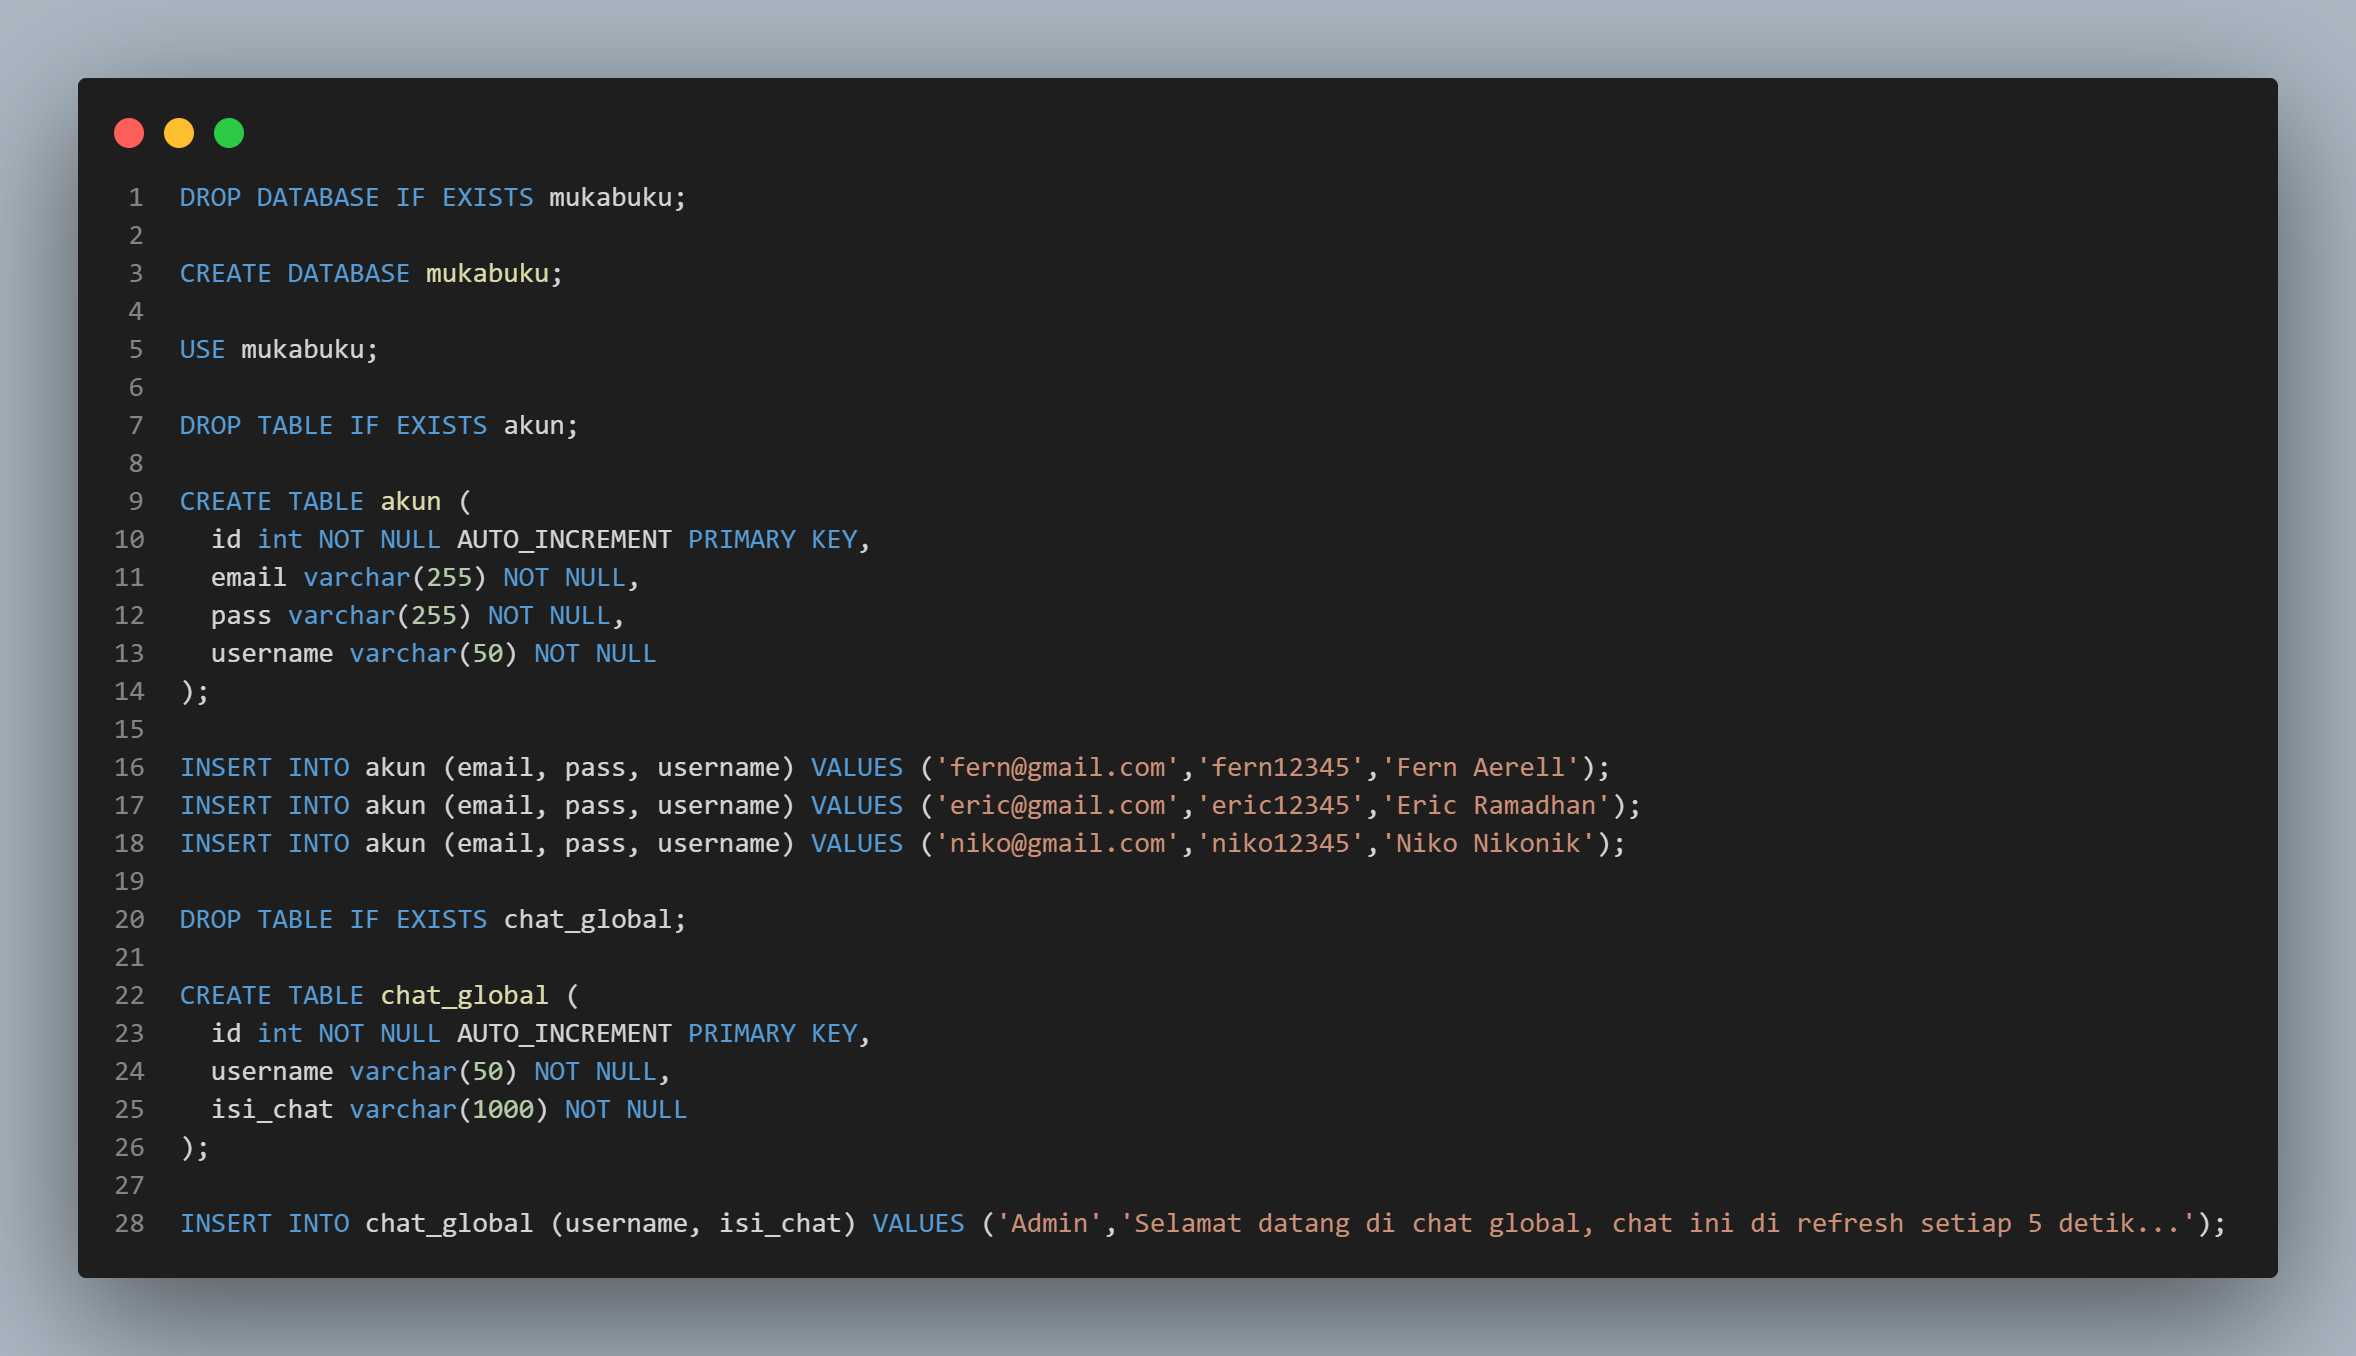 1 DROP DATABASE IF EXISTS mukabuku;
2
3 CREATE DATABASE mukabuku;
4
5 USE mukabuku;
6
7 DROP TABLE IF EXISTS akun;
8
9 CREATE TABLE akun (
10   id int NOT NULL AUTO_INCREMENT PRIMARY KEY,
11   email varchar(255) NOT NULL,
12   pass varchar(255) NOT NULL,
13   username varchar(50) NOT NULL
14 );
15
16 INSERT INTO akun (email, pass, username) VALUES ('fern@gmail.com','fern12345','Fern Aerell');
17 INSERT INTO akun (email, pass, username) VALUES ('eric@gmail.com','eric12345','Eric Ramadhan');
18 INSERT INTO akun (email, pass, username) VALUES ('niko@gmail.com','niko12345','Niko Nikonik');
19
20 DROP TABLE IF EXISTS chat_global;
21
22 CREATE TABLE chat_global (
23   id int NOT NULL AUTO_INCREMENT PRIMARY KEY,
24   username varchar(50) NOT NULL,
25   isi_chat varchar(1000) NOT NULL
26 );
27
28 INSERT INTO chat_global (username, isi_chat) VALUES ('Admin','Selamat datang di chat global, chat ini di refresh setiap 5 detik...');